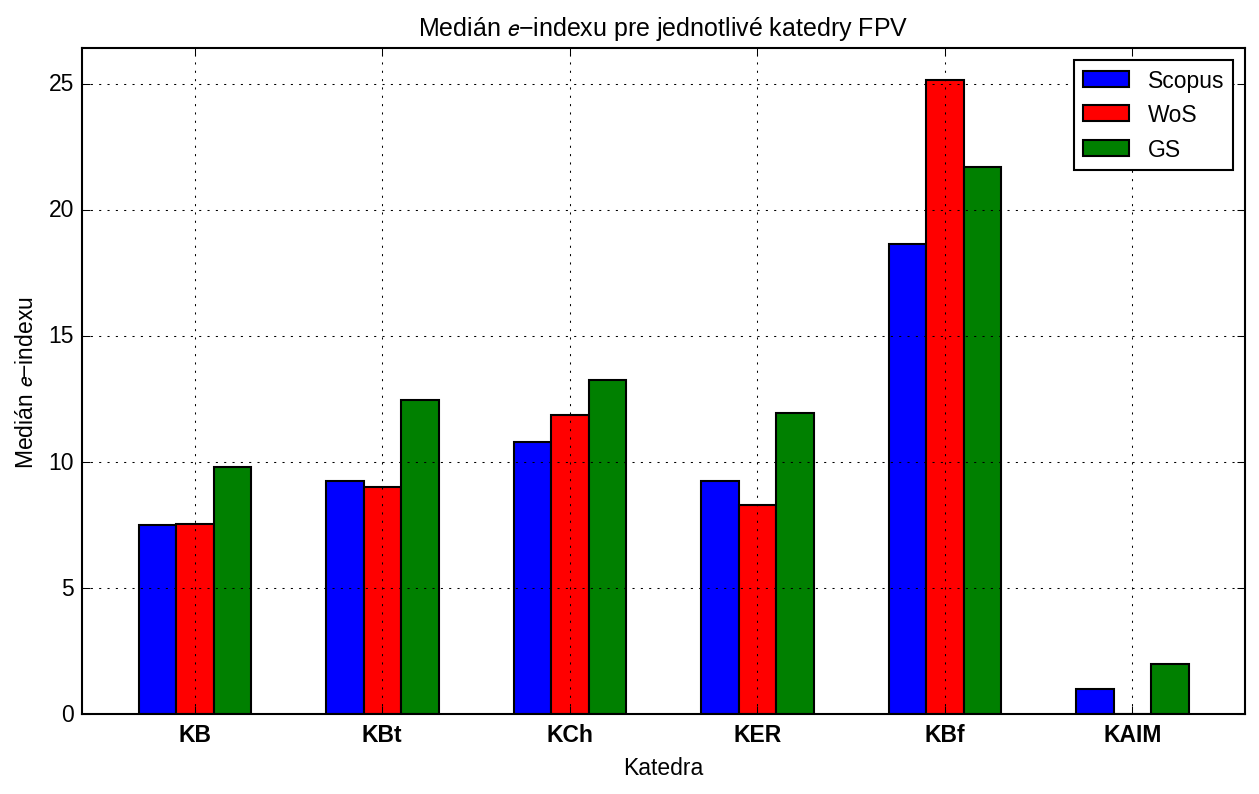 Medián e−indexu pre jednotlivé katedry FPV
Medián e−indexu
25
20
15
10
5
0
Scopus
WoS
GS
KB KBt KCh KER KBf KAIM
Katedra